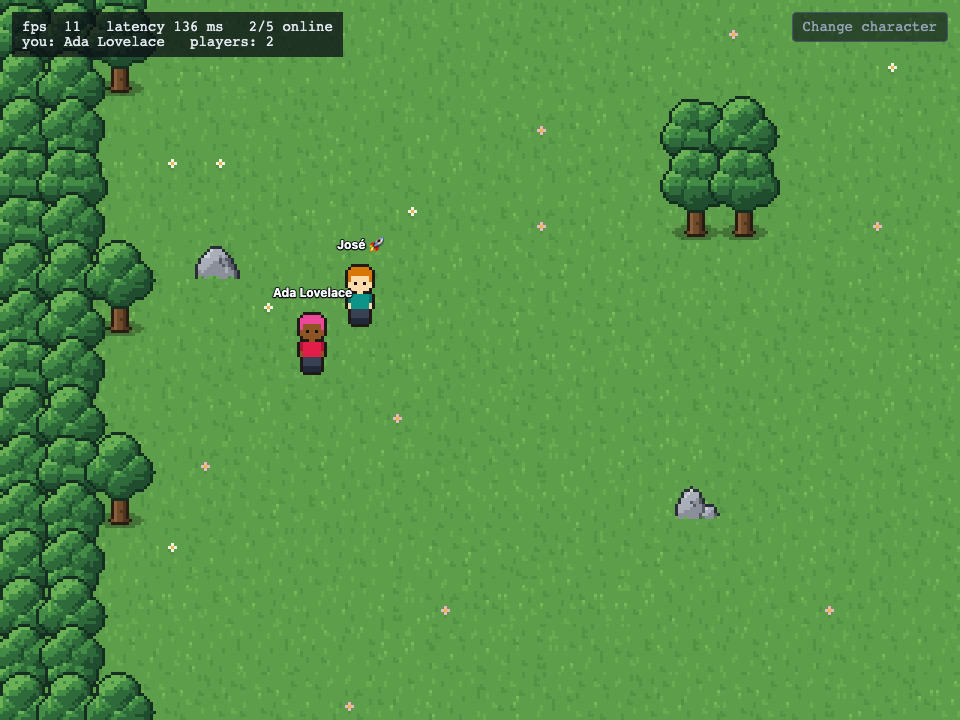 fps 11 latency 136 ms 2/5 online
you: Ada Lovelace players: 2
Change character
José 🚀
Ada Lovelace